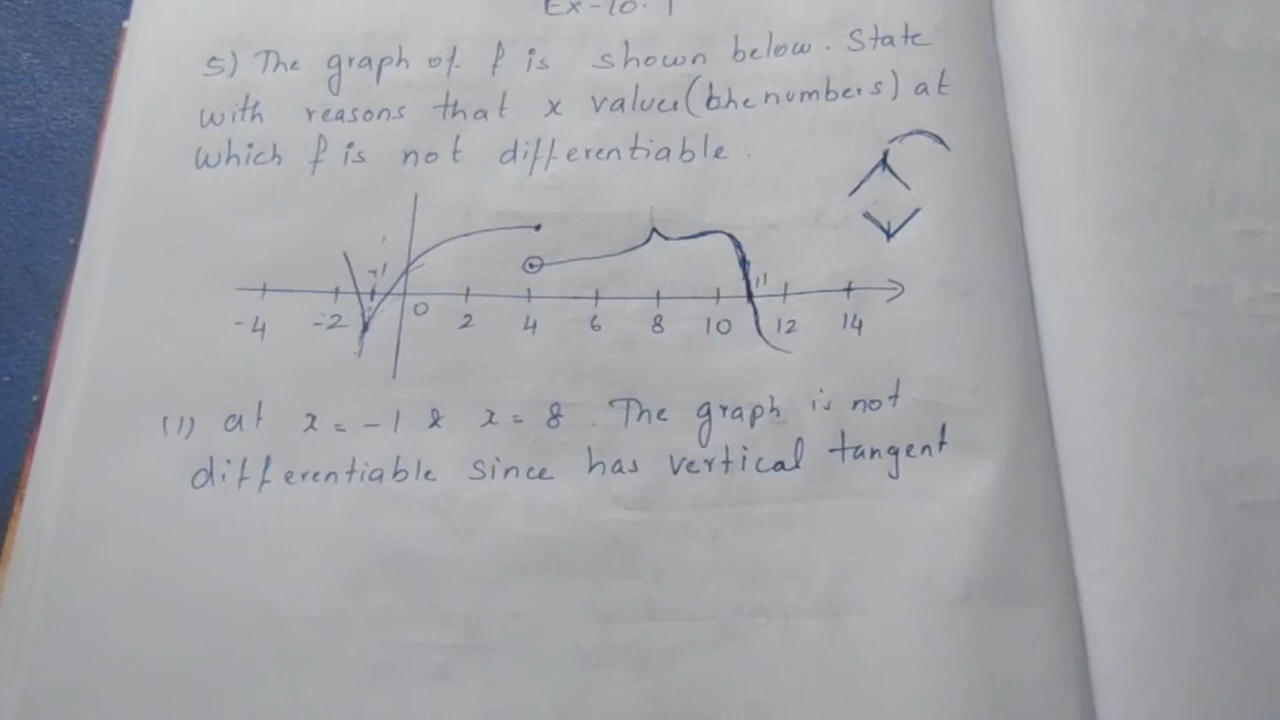 Ex-10.1
5) The graph of f is shown below. State
with reasons that x values (the numbers) at
which f is not differentiable.
-1
11
-4 -2 0 2 4 6 8 10 12 14
(1) at x = -1 & x = 8. The graph is not
differentiable since has vertical tangent